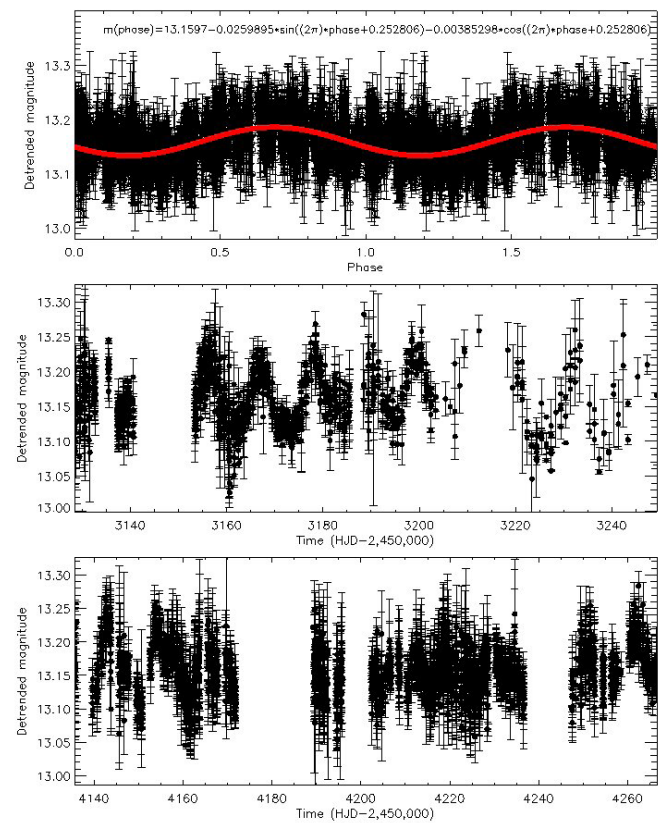 m(phase)=13.1597−0.0259895*sin((2π)*phase+0.252806)−0.00385298*cos((2π)*phase+0.252806)
13.3
13.2
13.1
13.0
Detrended magnitude
0.0 0.5 1.0 1.5
Phase
13.30
13.25
13.20
13.15
13.10
13.05
13.00
Detrended magnitude
3140 3160 3180 3200 3220 3240
Time (HJD−2,450,000)
13.30
13.25
13.20
13.15
13.10
13.05
13.00
Detrended magnitude
4140 4160 4180 4200 4220 4240 4260
Time (HJD−2,450,000)